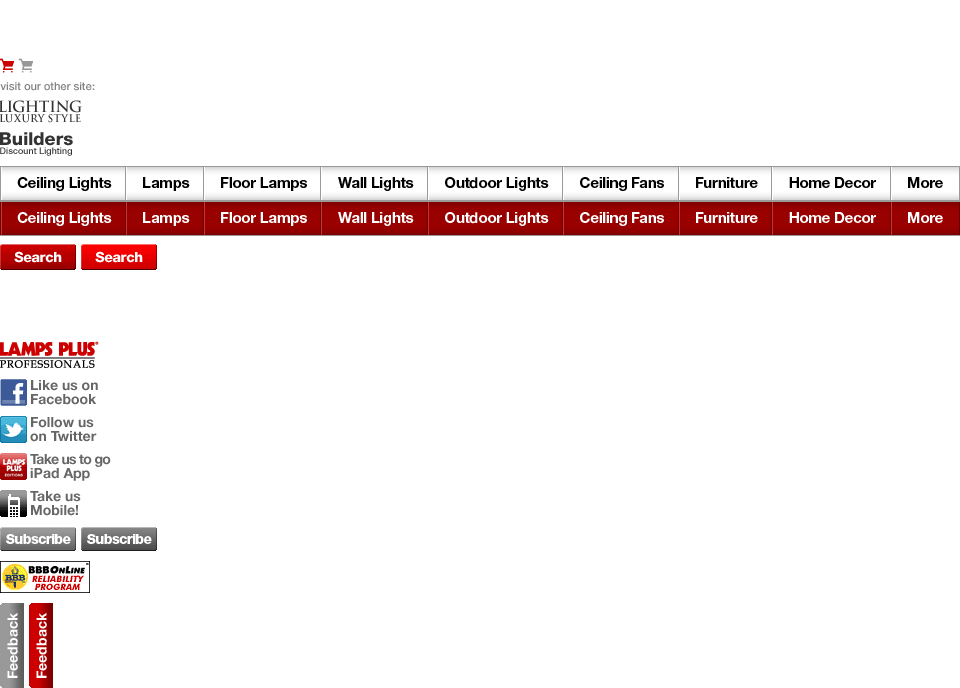 visit our other site:
LIGHTING
LUXURY STYLE
Builders
Discount Lighting
Ceiling Lights Lamps Floor Lamps Wall Lights Outdoor Lights Ceiling Fans Furniture Home Decor More
Ceiling Lights Lamps Floor Lamps Wall Lights Outdoor Lights Ceiling Fans Furniture Home Decor More
Search Search
LAMPS PLUS®
PROFESSIONALS
f Like us on
Facebook
Follow us
on Twitter
LAMPS PLUS EDITIONS Take us to go
iPad App
Take us
Mobile!
Subscribe Subscribe
BBB BBBONLINE
RELIABILITY
PROGRAM
Feedback Feedback